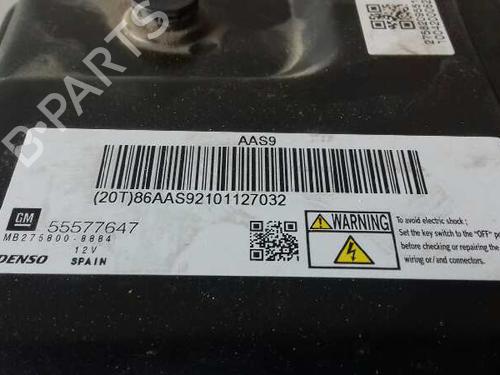 AAS9
(20T)86AAS92101127032
GM 55577647
MB275800-8884
12V
DENSO SPAIN
WARNING
To avoid electric shock;
Set the key switch to the "OFF"
before checking or repairing the
wiring or/and connectors.
B-Parts